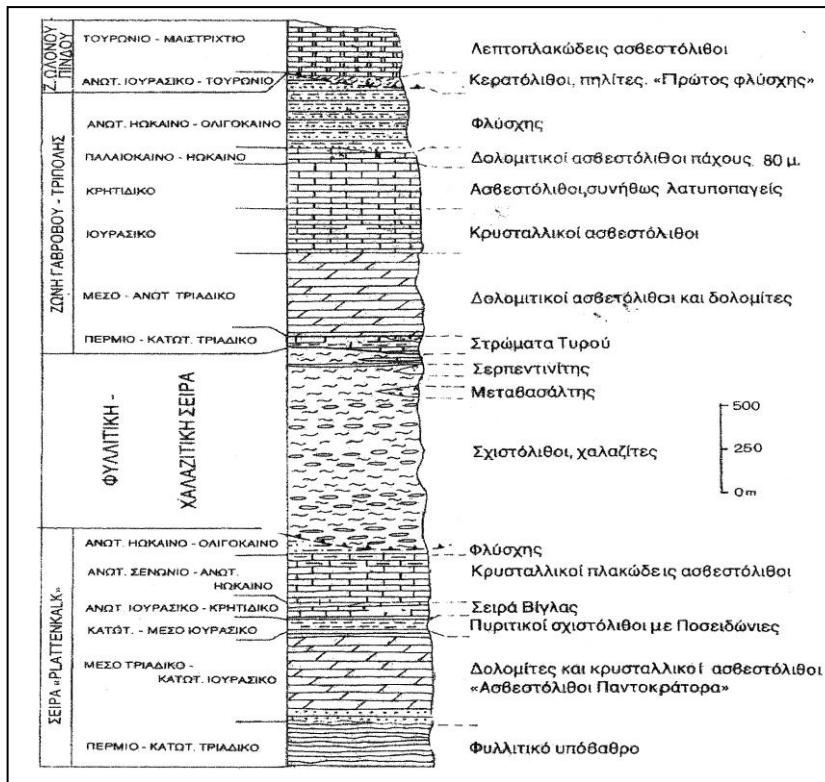 Ζ. ΩΛΟΝΟΥ
ΠΙΝΔΟΥ
ΤΟΥΡΩΝΙΟ - ΜΑΙΣΤΡΙΧΤΙΟ
Λεπτοπλακώδεις ασβεστόλιθοι
ΑΝΩΤ. ΙΟΥΡΑΣΙΚΟ - ΤΟΥΡΩΝΙΟ
Κερατόλιθοι, πηλίτες. «Πρώτος φλύσχης»
ΖΩΝΗ ΓΑΒΡΟΒΟΥ - ΤΡΙΠΟΛΗΣ
ΑΝΩΤ. ΗΩΚΑΙΝΟ - ΟΛΙΓΟΚΑΙΝΟ
Φλύσχης
ΠΑΛΑΙΟΚΑΙΝΟ - ΗΩΚΑΙΝΟ
Δολομιτικοί ασβεστόλιθοι πάχους 80 μ.
ΚΡΗΤΙΔΙΚΟ
Ασβεστόλιθοι,συνήθως λατυποπαγείς
ΙΟΥΡΑΣΙΚΟ
Κρυσταλλικοί ασβεστόλιθοι
ΜΕΣΟ - ΑΝΩΤ ΤΡΙΑΔΙΚΟ
Δολομιτικοί ασβετόλιθοι και δολομίτες
ΠΕΡΜΙΟ - ΚΑΤΩΤ. ΤΡΙΑΔΙΚΟ
Στρώματα Τυρού
ΦΥΛΛΙΤΙΚΗ -
ΧΑΛΑΖΙΤΙΚΗ ΣΕΙΡΑ
Σερπεντινίτης
Μεταβασάλτης
Σχιστόλιθοι, χαλαζίτες
500
250
0m
ΣΕΙΡΑ «PLATTENKALK»
ΑΝΩΤ. ΗΩΚΑΙΝΟ - ΟΛΙΓΟΚΑΙΝΟ
Φλύσχης
ΑΝΩΤ. ΣΕΝΩΝΙΟ - ΑΝΩΤ.
ΗΩΚΑΙΝΟ
Κρυσταλλικοί πλακώδεις ασβεστόλιθοι
ΑΝΩΤ. ΙΟΥΡΑΣΙΚΟ - ΚΡΗΤΙΔΙΚΟ
Σειρά Βίγλας
ΚΑΤΩΤ. - ΜΕΣΟ ΙΟΥΡΑΣΙΚΟ
Πυριτικοί σχιστόλιθοι με Ποσειδώνιες
ΜΕΣΟ ΤΡΙΑΔΙΚΟ -
ΚΑΤΩΤ. ΙΟΥΡΑΣΙΚΟ
Δολομίτες και κρυσταλλικοί ασβεστόλιθοι
«Ασβεστόλιθοι Παντοκράτορα»
ΠΕΡΜΙΟ - ΚΑΤΩΤ. ΤΡΙΑΔΙΚΟ
Φυλλιτικό υπόβαθρο